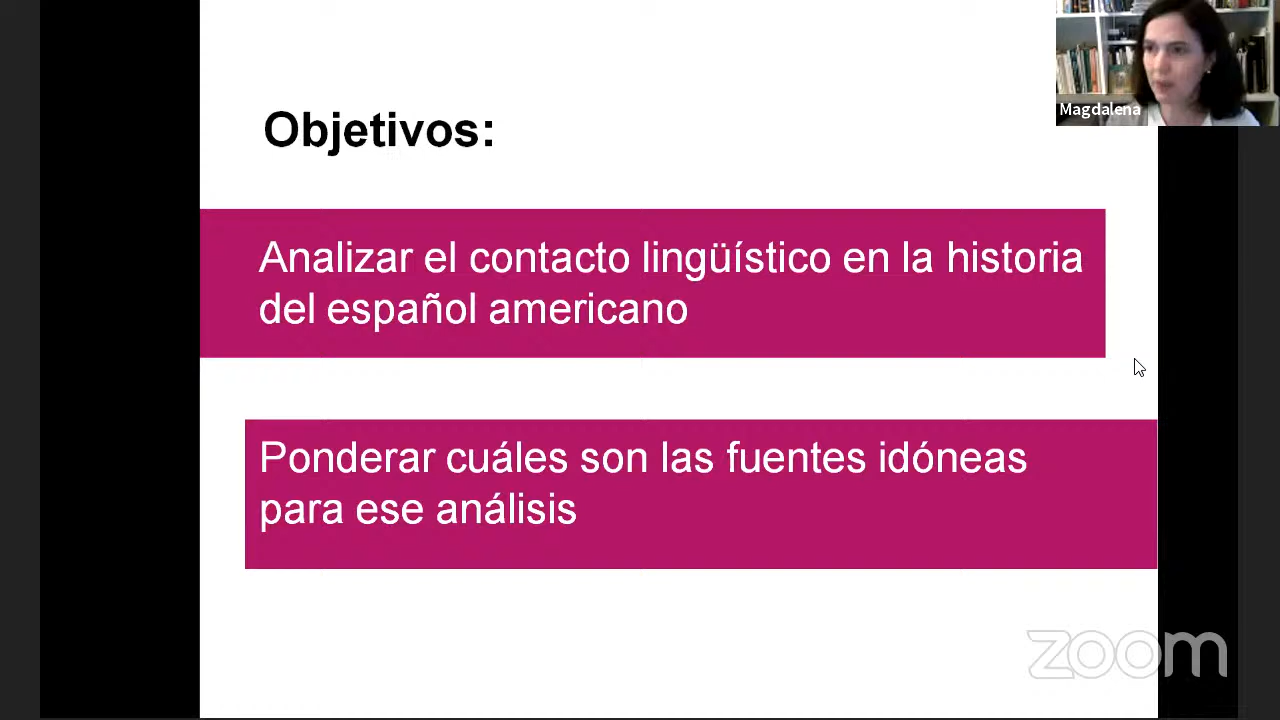 Magdalena
Objetivos:
Analizar el contacto lingüístico en la historia
del español americano
Ponderar cuáles son las fuentes idóneas
para ese análisis
zoom